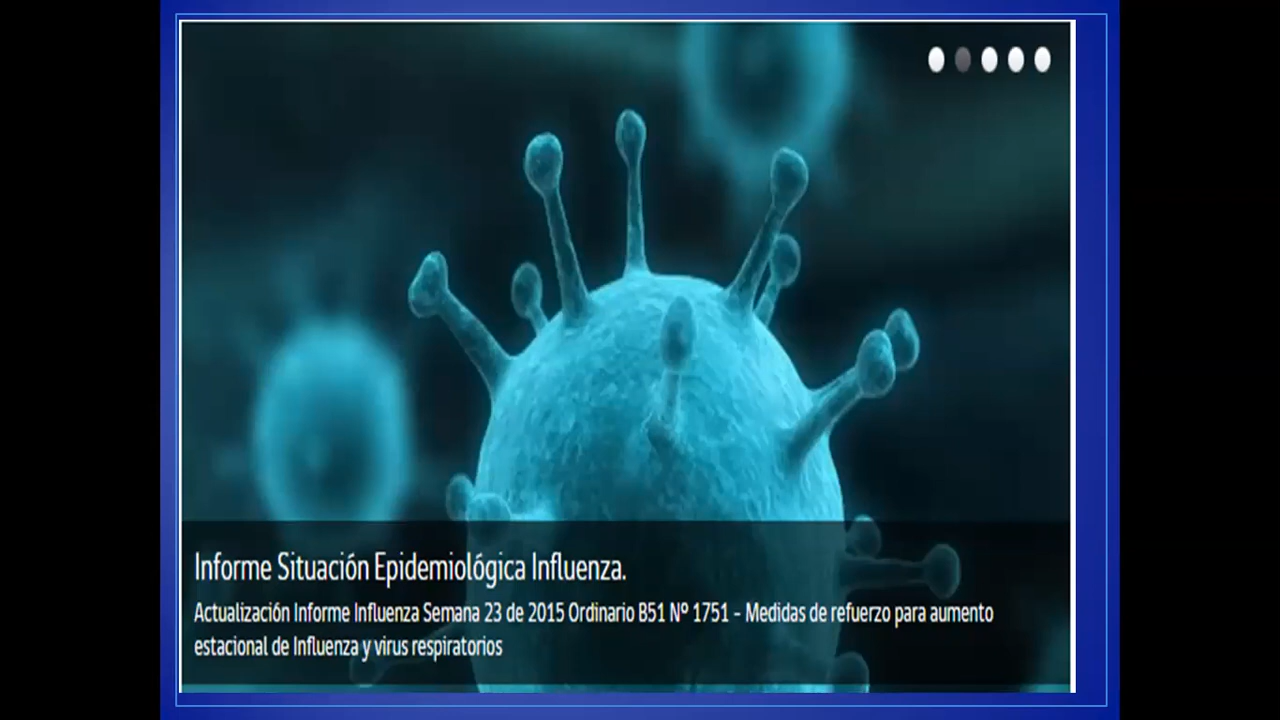 Informe Situación Epidemiológica Influenza.
Actualización Informe Influenza Semana 23 de 2015 Ordinario B51 Nº 1751 – Medidas de refuerzo para aumento
estacional de Influenza y virus respiratorios